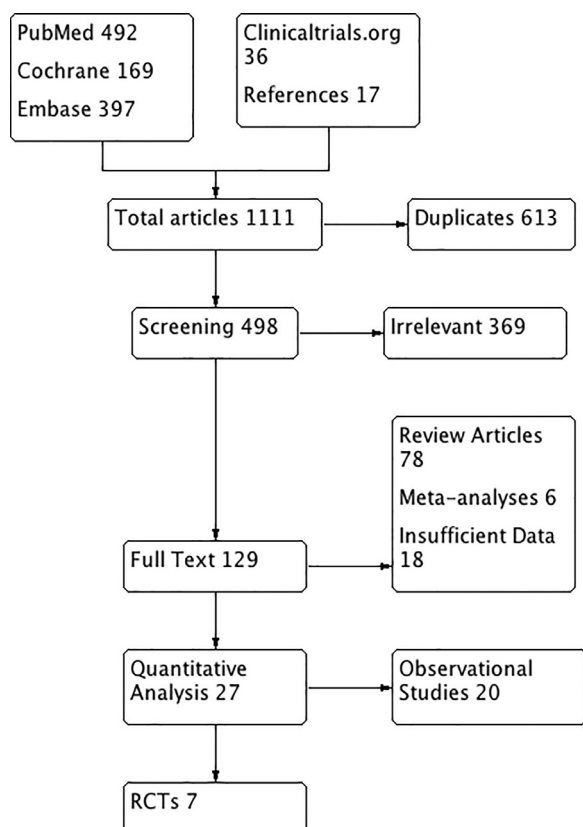 PubMed 492
Cochrane 169
Embase 397
Clinicaltrials.org
36
References 17
Total articles 1111
Duplicates 613
Screening 498
Irrelevant 369
Review Articles
78
Meta-analyses 6
Insufficient Data
18
Full Text 129
Quantitative
Analysis 27
Observational
Studies 20
RCTs 7